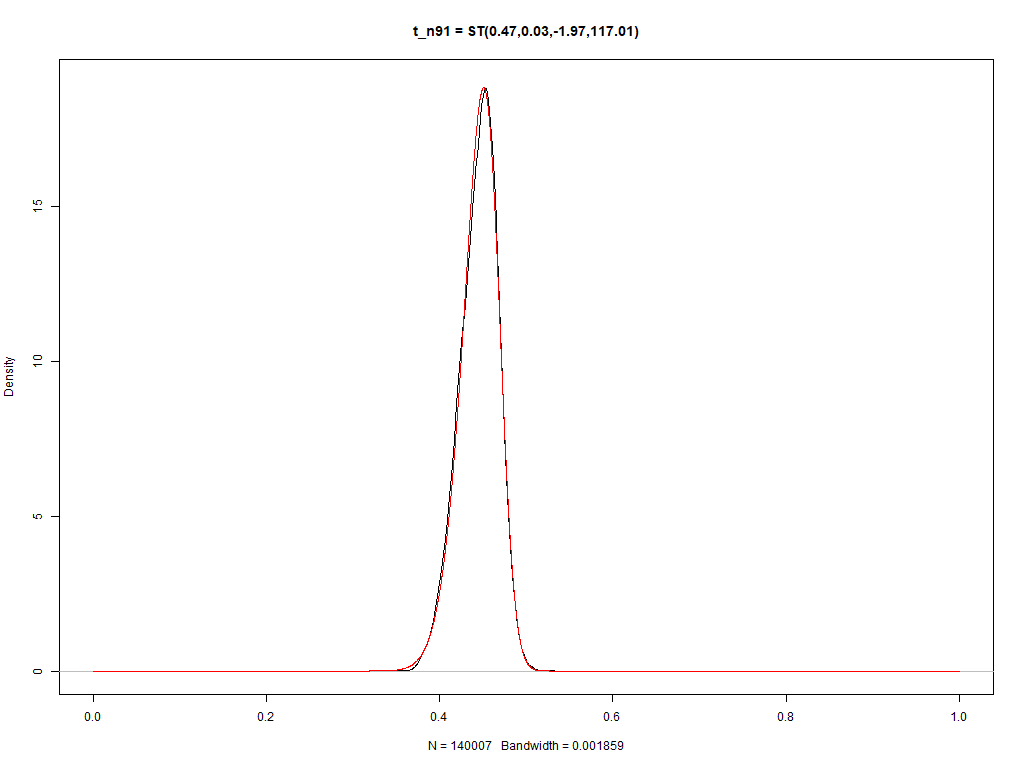 t_n91 = ST(0.47,0.03,-1.97,117.01)
Density
15
10
5
0
0.0 0.2 0.4 0.6 0.8 1.0
N = 140007 Bandwidth = 0.001859